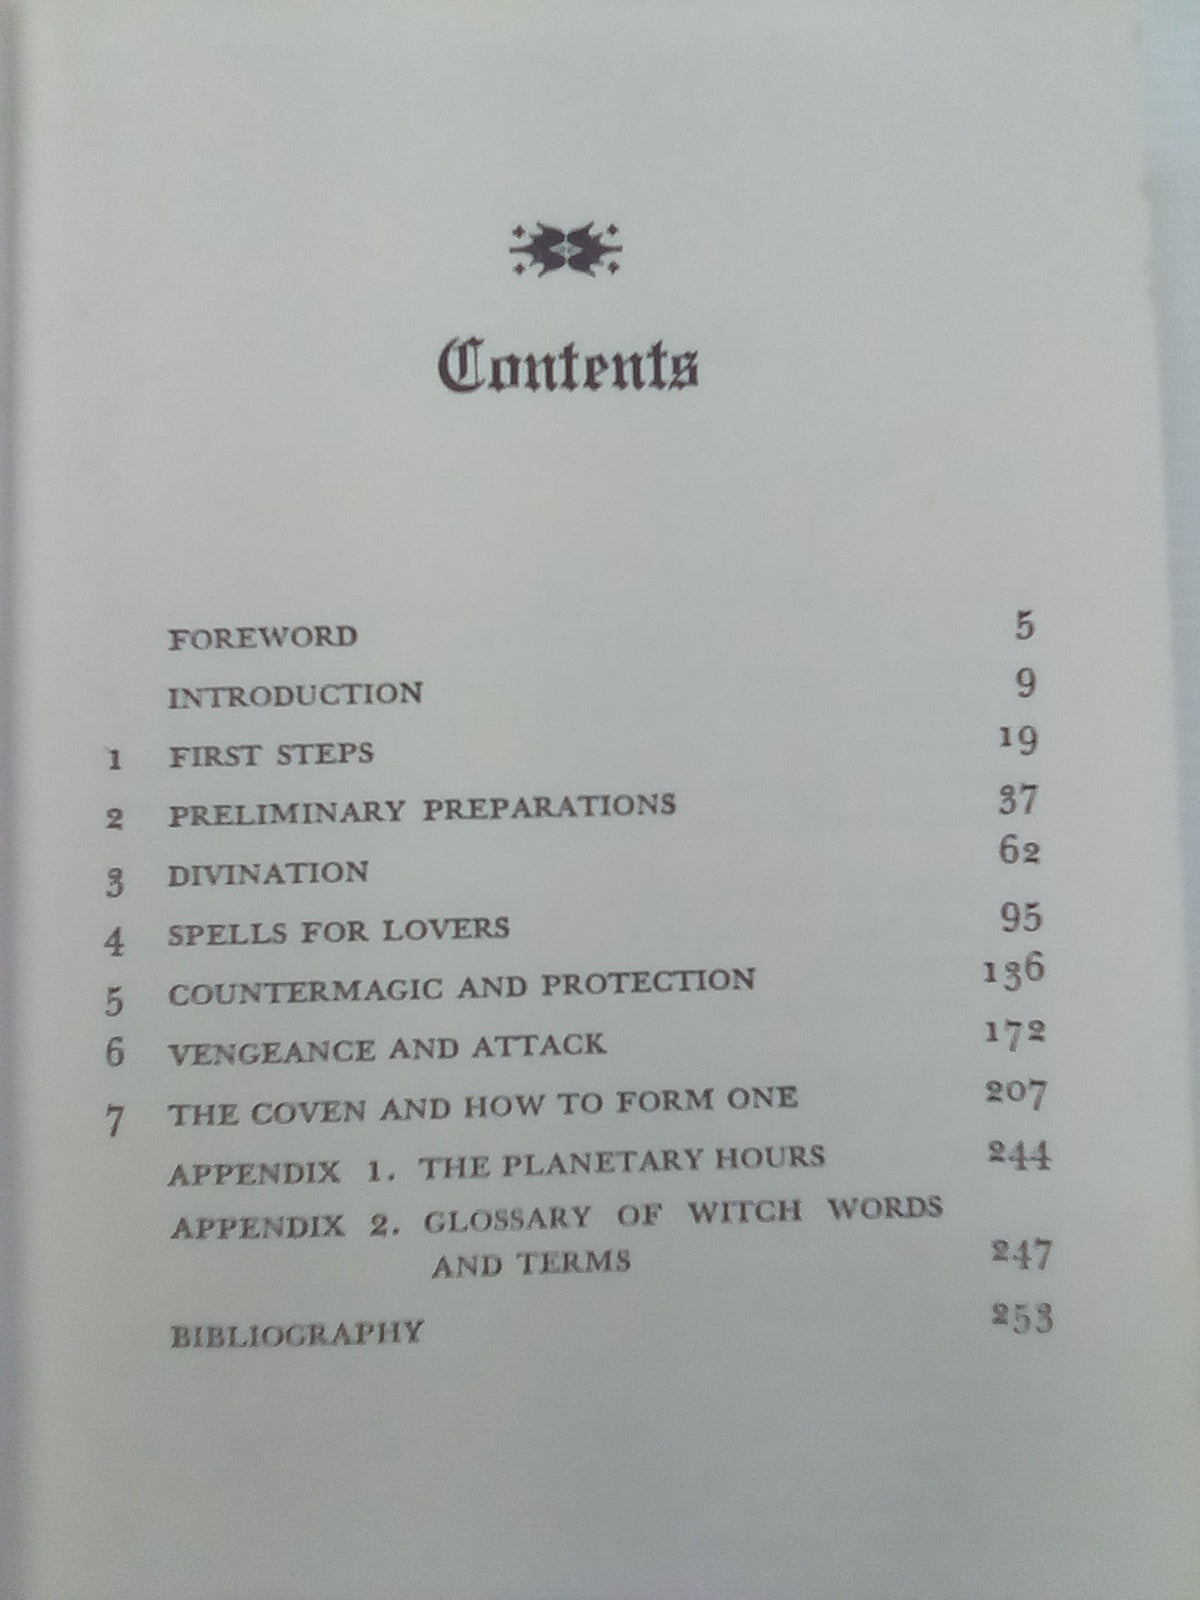 Contents
FOREWORD 5
INTRODUCTION 9
1 FIRST STEPS 19
2 PRELIMINARY PREPARATIONS 37
3 DIVINATION 62
4 SPELLS FOR LOVERS 95
5 COUNTERMAGIC AND PROTECTION 136
6 VENGEANCE AND ATTACK 172
7 THE COVEN AND HOW TO FORM ONE 207
APPENDIX 1. THE PLANETARY HOURS 244
APPENDIX 2. GLOSSARY OF WITCH WORDS
AND TERMS 247
BIBLIOGRAPHY 253